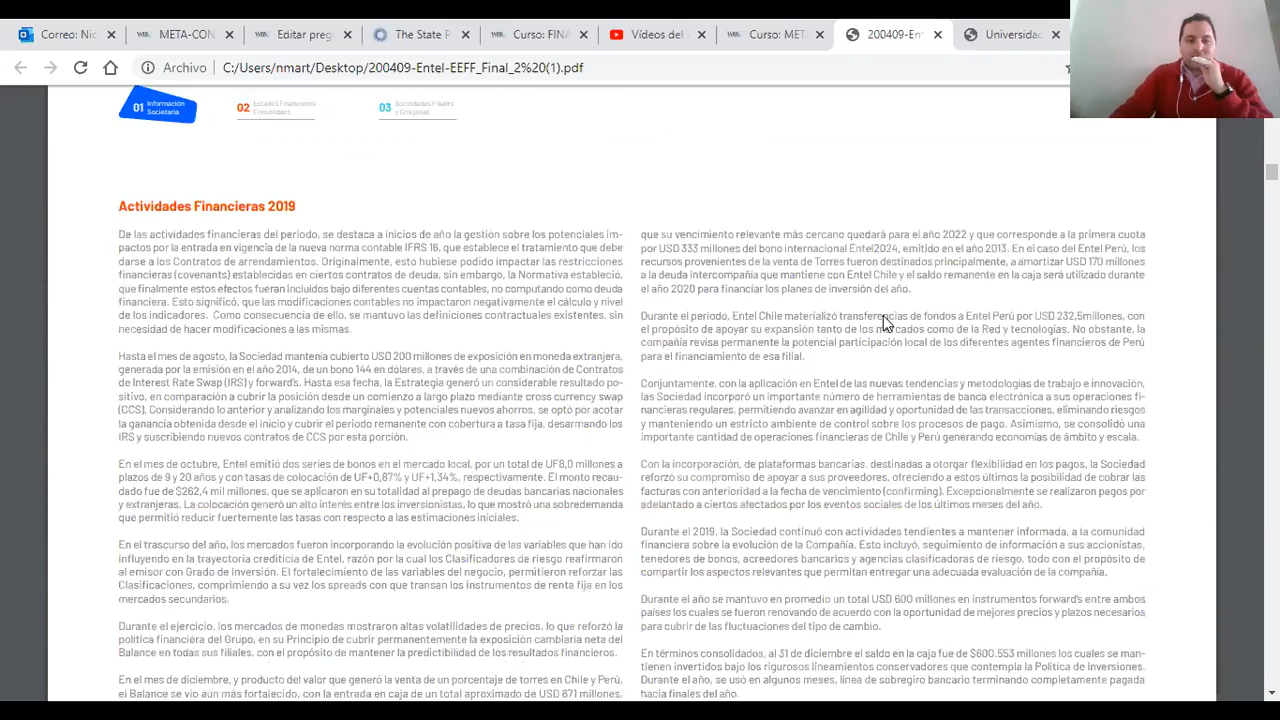 Correo: Nic
META-CON
Editar preg
The State P
Curso: FINA
Vídeos del
Curso: MET
200409-Ent
Universidad
Archivo
C:/Users/nmart/Desktop/200409-Entel-EEFF_Final_2%20(1).pdf
01 Información Societaria
02 Estados Financieros Consolidados
03 Sociedades Filiales y Coligadas
Actividades Financieras 2019
De las actividades financieras del periodo, se destaca a inicios de año la gestión sobre los potenciales im-
pactos por la entrada en vigencia de la nueva norma contable IFRS 16, que establece el tratamiento que debe
darse a los Contratos de arrendamientos. Originalmente, esto hubiese podido impactar las restricciones
financieras (covenants) establecidas en ciertos contratos de deuda, sin embargo, la Normativa estableció,
que finalmente estos efectos fueran incluidos bajo diferentes cuentas contables, no computando como deuda
financiera. Esto significó, que las modificaciones contables no impactaron negativamente el cálculo y nivel
de los indicadores. Como consecuencia de ello, se mantuvo las definiciones contractuales existentes, sin
necesidad de hacer modificaciones a las mismas.
Hasta el mes de agosto, la Sociedad mantenía cubierto USD 200 millones de exposición en moneda extranjera,
generada por la emisión en el año 2014, de un bono 144 en dólares, a través de una combinación de Contratos
de Interest Rate Swap (IRS) y forward's. Hasta esa fecha, la Estrategia generó un considerable resultado po-
sitivo, en comparación a cubrir la posición desde un comienzo a largo plazo mediante cross currency swap
(CCS). Considerando lo anterior y analizando los marginales y potenciales nuevos ahorros, se optó por acotar
la ganancia obtenida desde el inicio y cubrir el periodo remanente con cobertura a tasa fija, desarmando los
IRS y suscribiendo nuevos contratos de CCS por esta porción.
En el mes de octubre, Entel emitió dos series de bonos en el mercado local, por un total de UF8,0 millones a
plazos de 9 y 20 años y con tasas de colocación de UF+0,87% y UF+1,34%, respectivamente. El monto recau-
dado fue de $262,4 mil millones, que se aplicaron en su totalidad al prepago de deudas bancarias nacionales
y extranjeras. La colocación generó un alto interés entre los inversionistas, lo que mostró una sobredemanda
que permitió reducir fuertemente las tasas con respecto a las estimaciones iniciales.
En el trascurso del año, los mercados fueron incorporando la evolución positiva de las variables que han ido
influyendo en la trayectoria crediticia de Entel, razón por la cual los Clasificadores de riesgo reafirmaron
al emisor con Grado de Inversión. El fortalecimiento de las variables del negocio, permitieron reforzar las
Clasificaciones, comprimiendo a su vez los spreads con que transan los instrumentos de renta fija en los
mercados secundarios.
Durante el ejercicio, los mercados de monedas mostraron altas volatilidades de precios, lo que reforzó la
política financiera del Grupo, en su Principio de cubrir permanentemente la exposición cambiaria neta del
Balance en todas sus filiales, con el propósito de mantener la predictibilidad de los resultados financieros.
En el mes de diciembre, y producto del valor que generó la venta de un porcentaje de torres en Chile y Perú,
el Balance se vio aún más fortalecido, con la entrada en caja de un total aproximado de USD 671 millones,
que su vencimiento relevante más cercano quedará para el año 2022 y que corresponde a la primera cuota
por USD 333 millones del bono internacional Entel2024, emitido en el año 2013. En el caso del Entel Perú, los
recursos provenientes de la venta de Torres fueron destinados principalmente, a amortizar USD 170 millones
a la deuda intercompañía que mantiene con Entel Chile y el saldo remanente en la caja será utilizado durante
el año 2020 para financiar los planes de inversión del año.
Durante el periodo, Entel Chile materializó transferencias de fondos a Entel Perú por USD 232,5millones, con
el propósito de apoyar su expansión tanto de los mercados como de la Red y tecnologías. No obstante, la
compañía revisa permanente la potencial participación local de los diferentes agentes financieros de Perú
para el financiamiento de esa filial.
Conjuntamente, con la aplicación en Entel de las nuevas tendencias y metodologías de trabajo e innovación,
las Sociedad incorporó un importante número de herramientas de banca electrónica a sus operaciones fi-
nancieras regulares, permitiendo avanzar en agilidad y oportunidad de las transacciones, eliminando riesgos
y manteniendo un estricto ambiente de control sobre los procesos de pago. Asimismo, se consolidó una
importante cantidad de operaciones financieras de Chile y Perú generando economías de ámbito y escala.
Con la incorporación, de plataformas bancarias, destinadas a otorgar flexibilidad en los pagos, la Sociedad
reforzó su compromiso de apoyar a sus proveedores, ofreciendo a estos últimos la posibilidad de cobrar las
facturas con anterioridad a la fecha de vencimiento (confirming). Excepcionalmente se realizaron pagos por
adelantado a ciertos afectados por los eventos sociales de los últimos meses del año.
Durante el 2019, la Sociedad continuó con actividades tendientes a mantener informada, a la comunidad
financiera sobre la evolución de la Compañía. Esto incluyó, seguimiento de información a sus accionistas,
tenedores de bonos, acreedores bancarios y agencias clasificadoras de riesgo, todo con el propósito de
compartir los aspectos relevantes que permitan entregar una adecuada evaluación de la compañía.
Durante el año se mantuvo en promedio un total USD 600 millones en instrumentos forward's entre ambos
países los cuales se fueron renovando de acuerdo con la oportunidad de mejores precios y plazos necesarios
para cubrir de las fluctuaciones del tipo de cambio.
En términos consolidados, al 31 de diciembre el saldo en la caja fue de $600.553 millones los cuales se man-
tienen invertidos bajo los rigurosos lineamientos conservadores que contempla la Política de Inversiones.
Durante el año, se usó en algunos meses, línea de sobregiro bancario terminando completamente pagada
hacia finales del año.